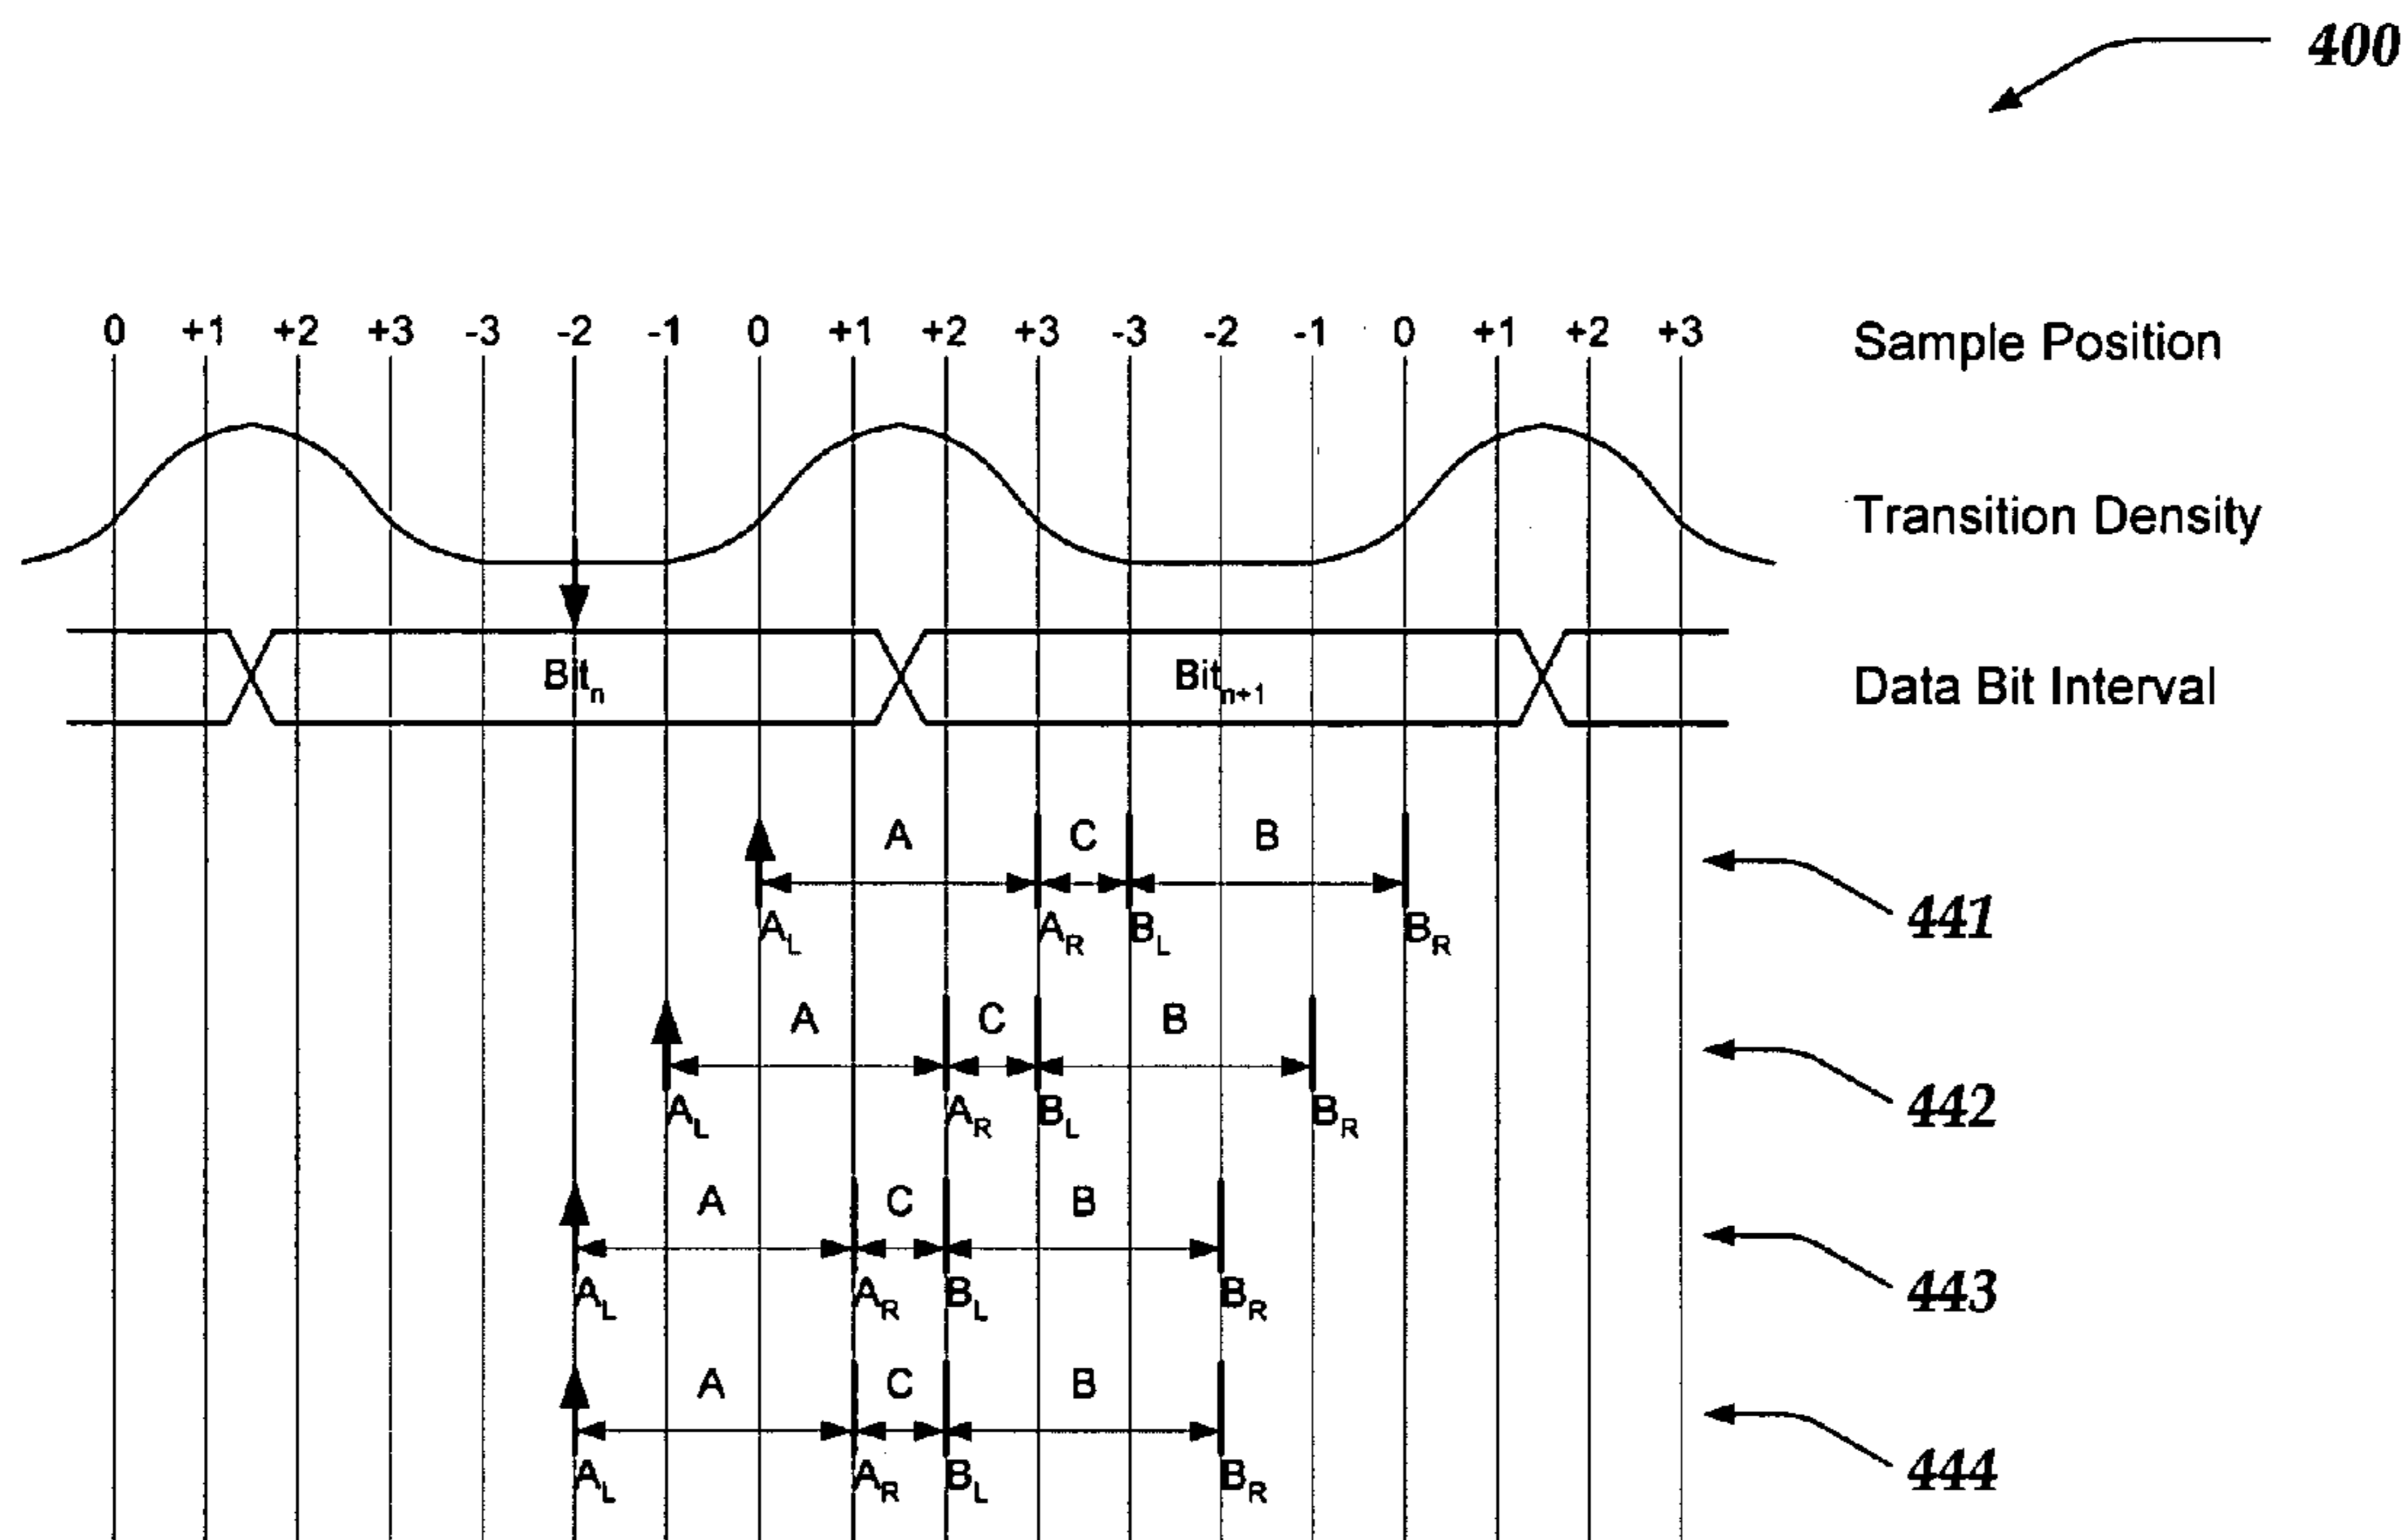 400
0 +1 +2 +3 -3 -2 -1 0 +1 +2 +3 -3 -2 -1 0 +1 +2 +3 Sample Position
Transition Density
Bitn Bitn+1 Data Bit Interval
A C B
AL AR BL BR 441
A C B
AL AR BL BR 442
A C B
AL AR BL BR 443
A C B
AL AR BL BR 444